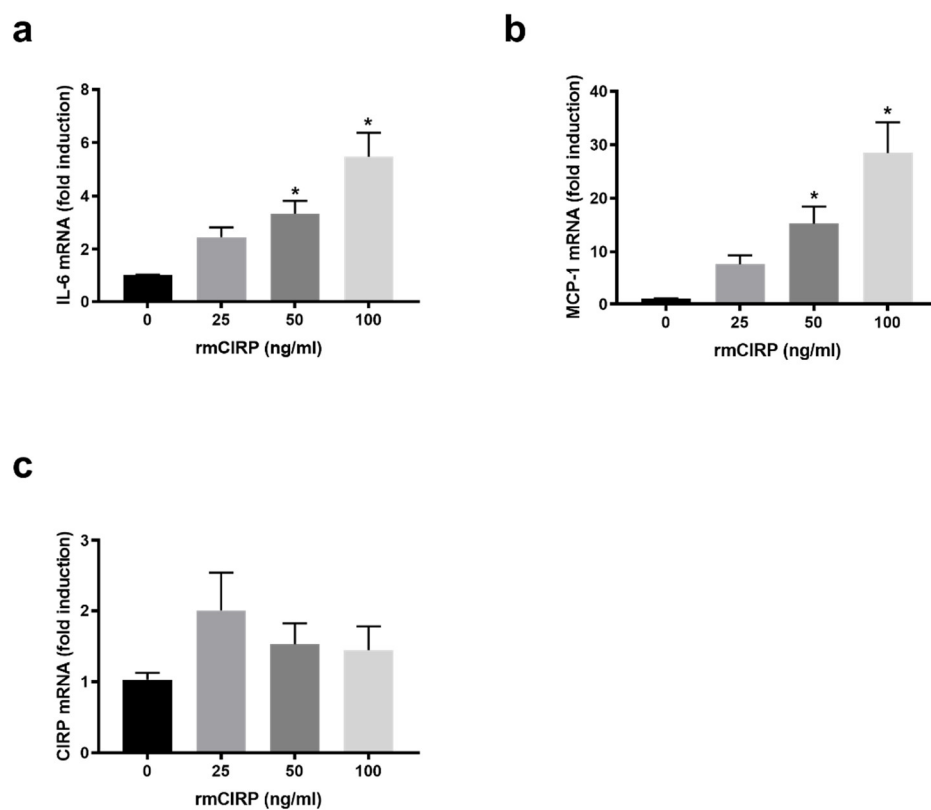 a
IL-6 mRNA (fold induction)
8
6
4
2
0
*
*
0 25 50 100
rmCIRP (ng/ml)
b
MCP-1 mRNA (fold induction)
40
30
20
10
0
*
*
0 25 50 100
rmCIRP (ng/ml)
c
CIRP mRNA (fold induction)
3
2
1
0
0 25 50 100
rmCIRP (ng/ml)